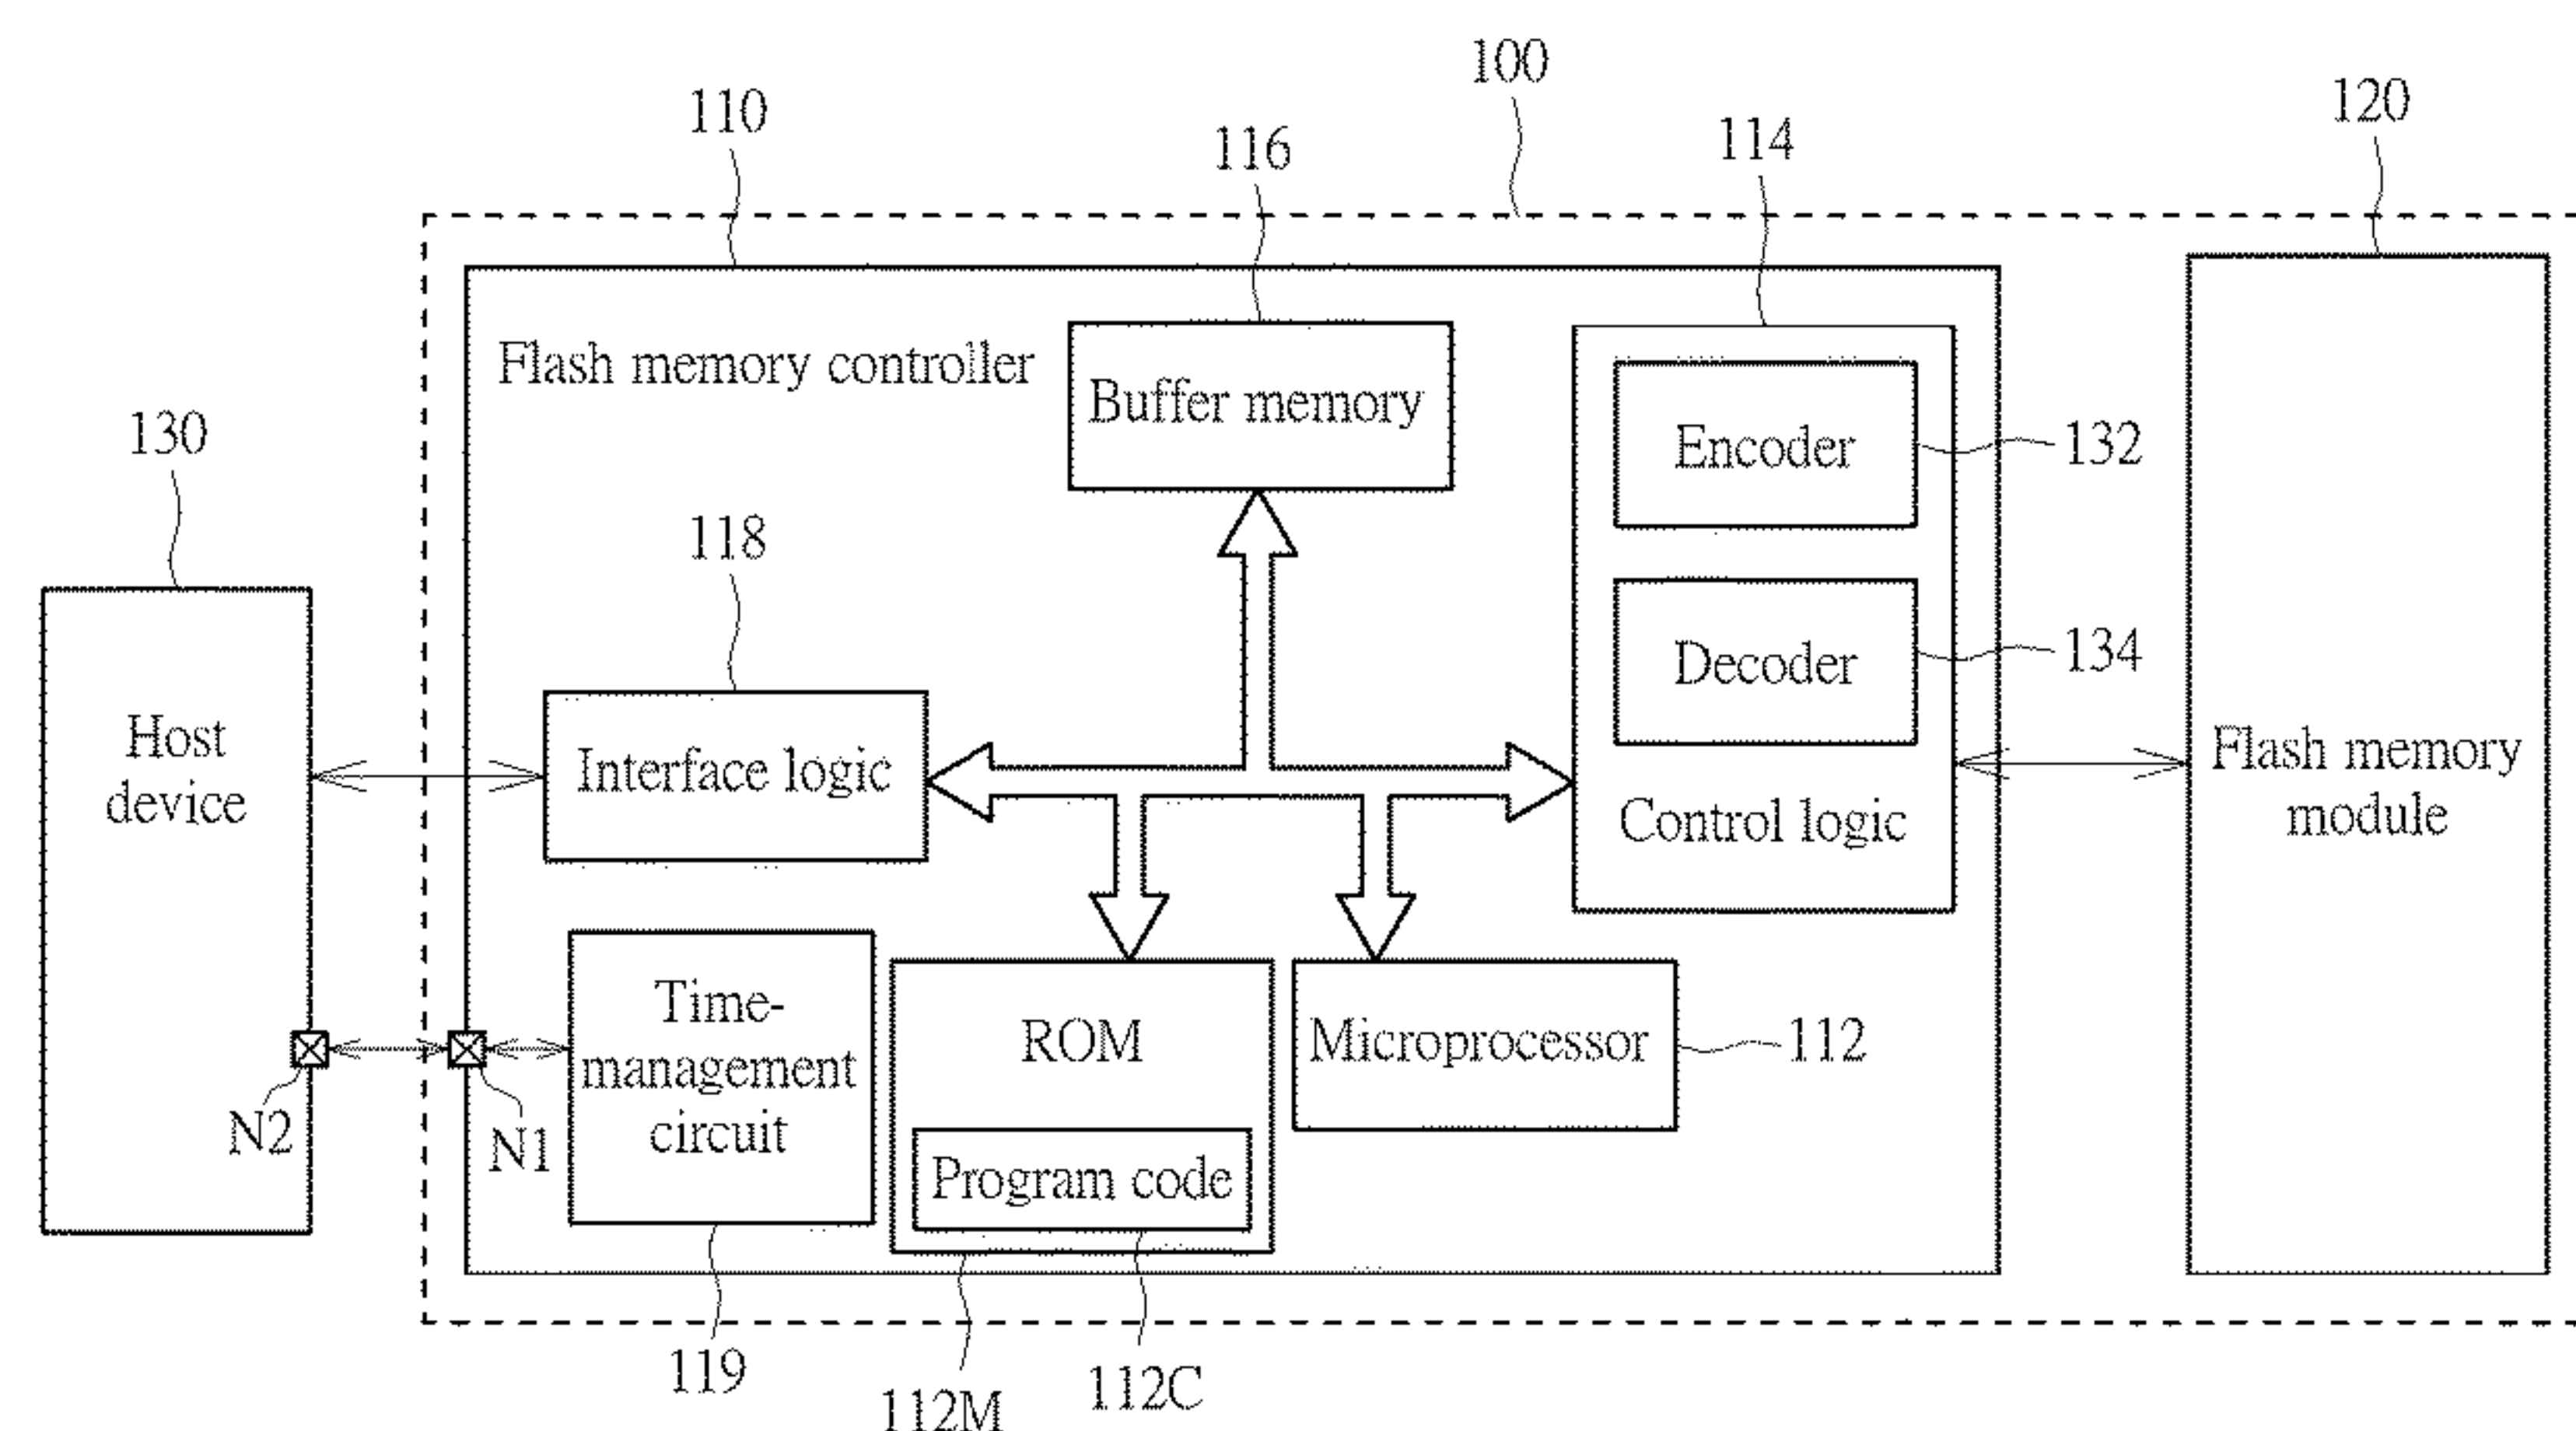 100
110
120
116
114
Flash memory controller
Buffer memory
Encoder
132
130
118
Decoder
134
Host
device
Interface logic
Control logic
Flash memory
module
Time-
management
circuit
ROM
Microprocessor
112
N2
N1
Program code
119
112M
112C